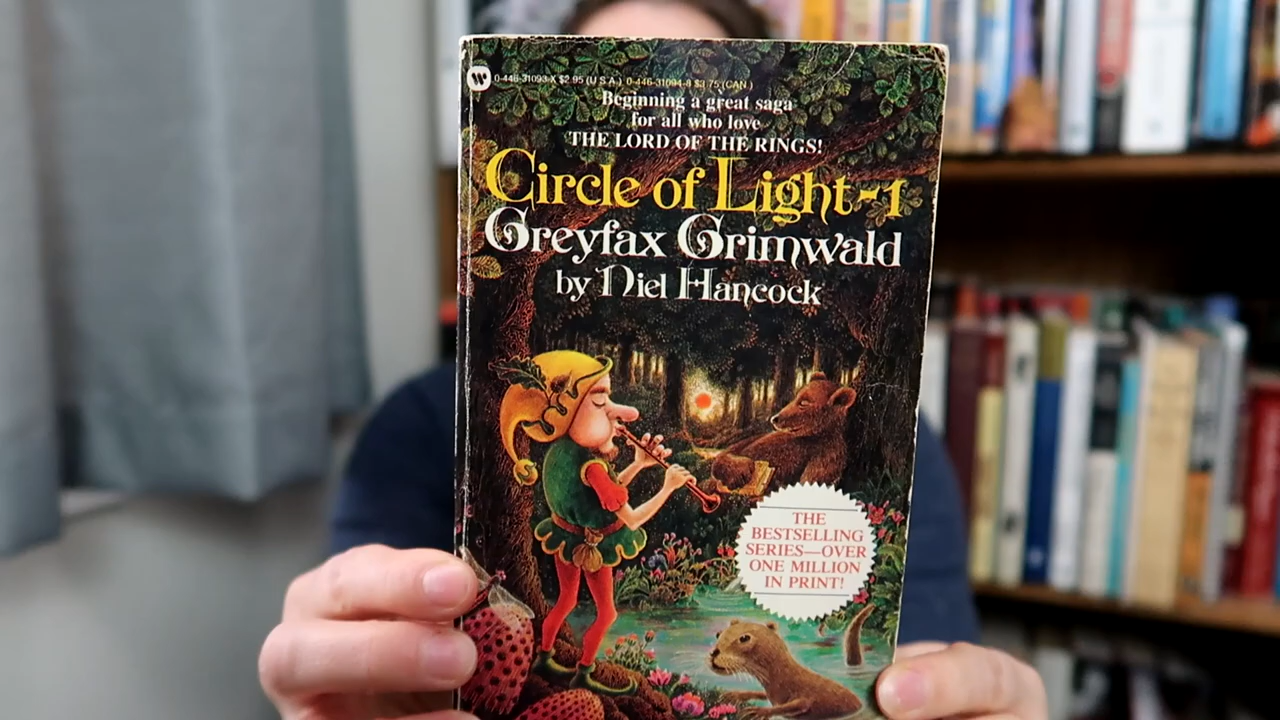 W 0-446-31093-X $2.95 (U.S.A.) 0-446-31094-8 $3.75 (CAN.)
Beginning a great saga
for all who love
THE LORD OF THE RINGS!
Circle of Light-1
Greyfax Grimwald
by Niel Hancock
THE
BESTSELLING
SERIES—OVER
ONE MILLION
IN PRINT!